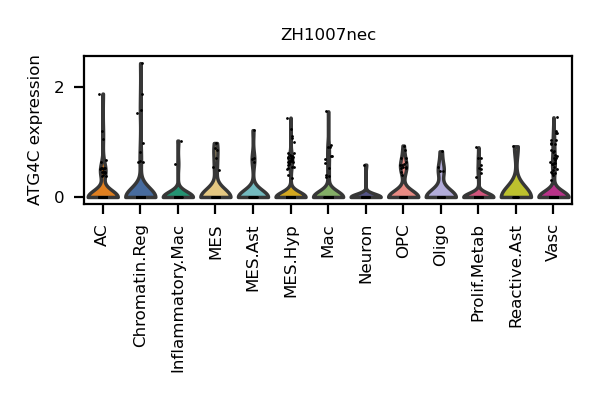 ZH1007nec
ATG4C expression
2
0
AC
Chromatin.Reg
Inflammatory.Mac
MES
MES.Ast
MES.Hyp
Mac
Neuron
OPC
Oligo
Prolif.Metab
Reactive.Ast
Vasc